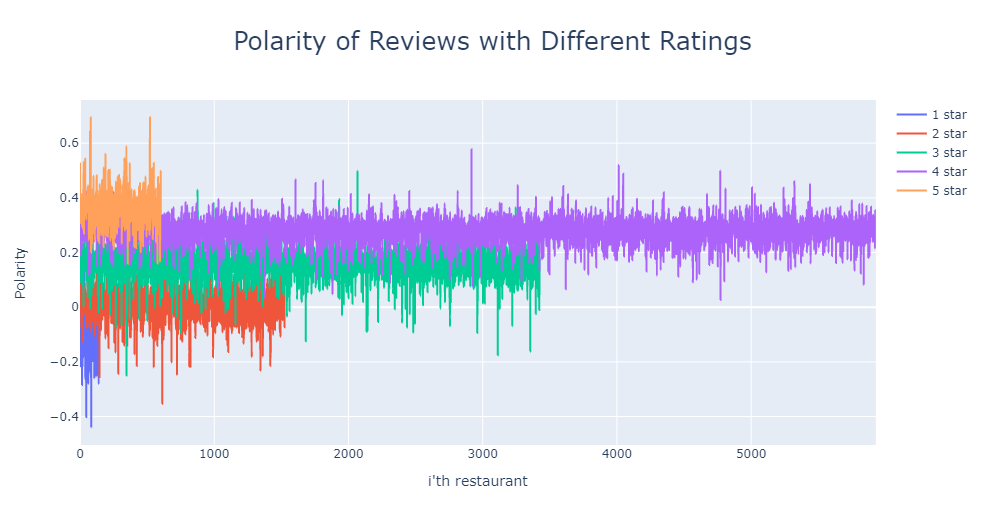 Polarity of Reviews with Different Ratings
1 star
2 star
3 star
4 star
5 star
Polarity
0.6
0.4
0.2
0
−0.2
−0.4
0
1000
2000
3000
4000
5000
i'th restaurant